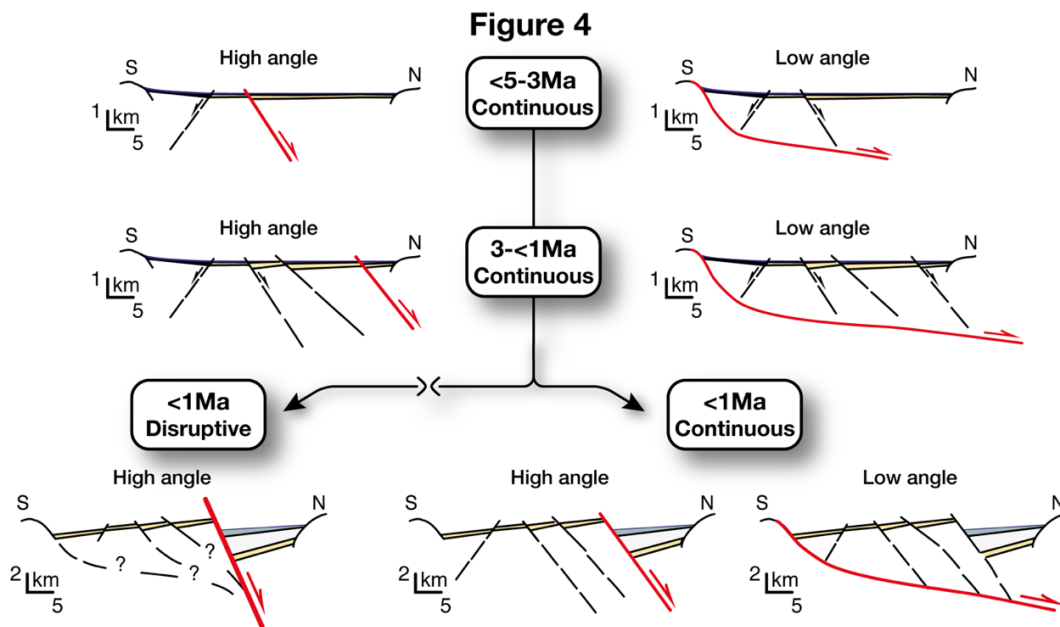 Figure 4
High angle
S
N
1
km
5
<5-3Ma
Continuous
Low angle
S
N
1
km
5
High angle
S
N
1
km
5
3-<1Ma
Continuous
Low angle
S
N
1
km
5
<1Ma
Disruptive
<1Ma
Continuous
High angle
S
N
?
?
?
2
km
5
High angle
S
N
2
km
5
Low angle
S
N
2
km
5